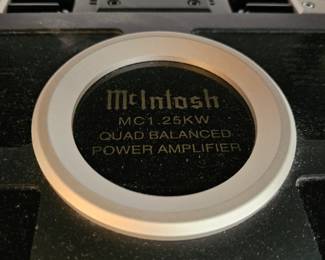 McIntosh
MC1.25KW
QUAD BALANCED
POWER AMPLIFIER